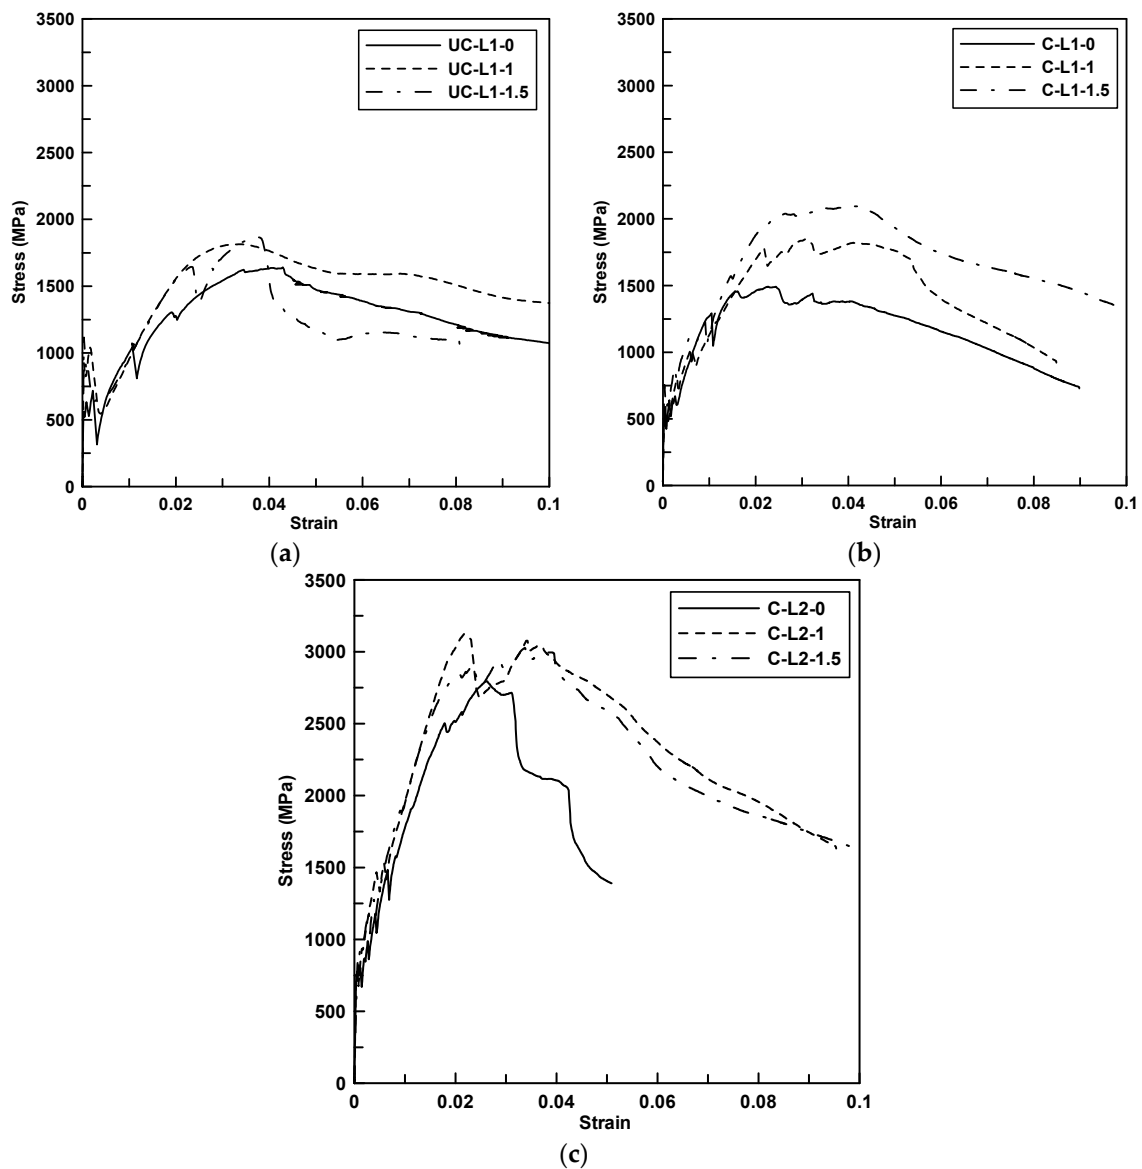 3500
3000
2500
2000
1500
1000
500
0
Stress (MPa)
UC-L1-0
UC-L1-1
UC-L1-1.5
0 0.02 0.04 0.06 0.08 0.1
Strain
(a)
3500
3000
2500
2000
1500
1000
500
0
Stress (MPa)
C-L1-0
C-L1-1
C-L1-1.5
0 0.02 0.04 0.06 0.08 0.1
Strain
(b)
3500
3000
2500
2000
1500
1000
500
0
Stress (MPa)
C-L2-0
C-L2-1
C-L2-1.5
0 0.02 0.04 0.06 0.08 0.1
Strain
(c)